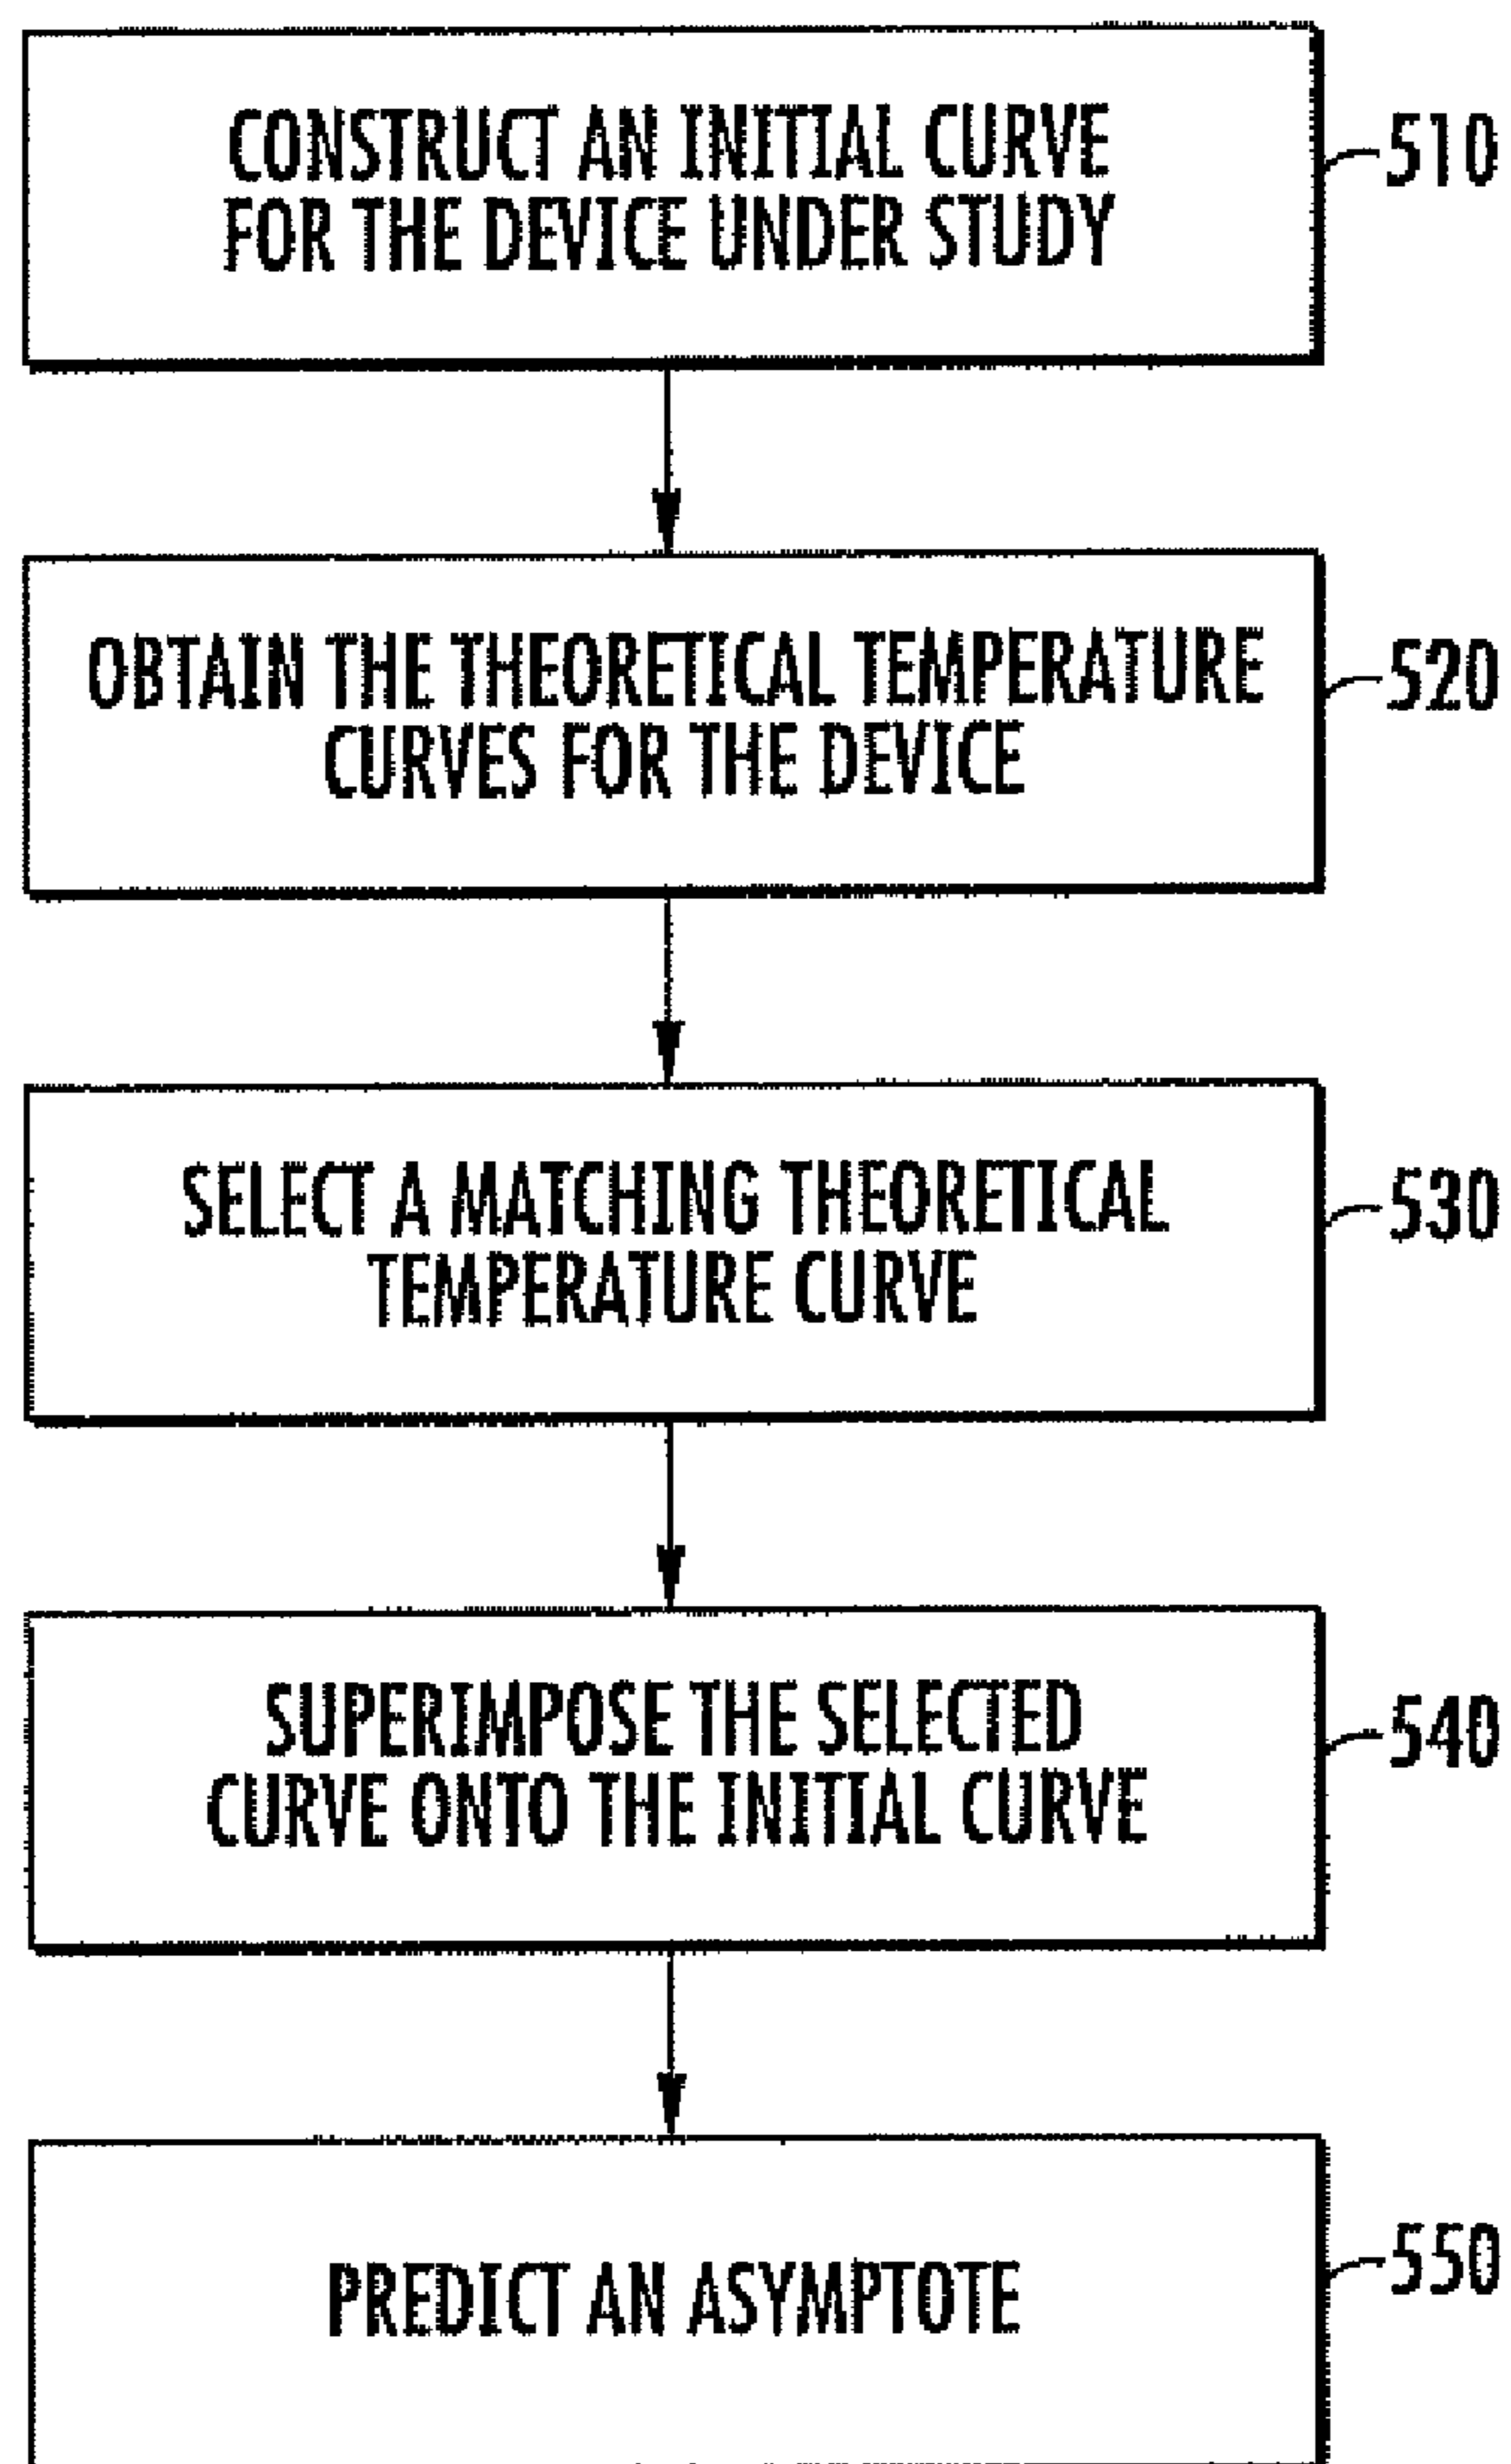 CONSTRUCT AN INITIAL CURVE
FOR THE DEVICE UNDER STUDY
510
OBTAIN THE THEORETICAL TEMPERATURE
CURVES FOR THE DEVICE
520
SELECT A MATCHING THEORETICAL
TEMPERATURE CURVE
530
SUPERIMPOSE THE SELECTED
CURVE ONTO THE INITIAL CURVE
540
PREDICT AN ASYMPTOTE
550